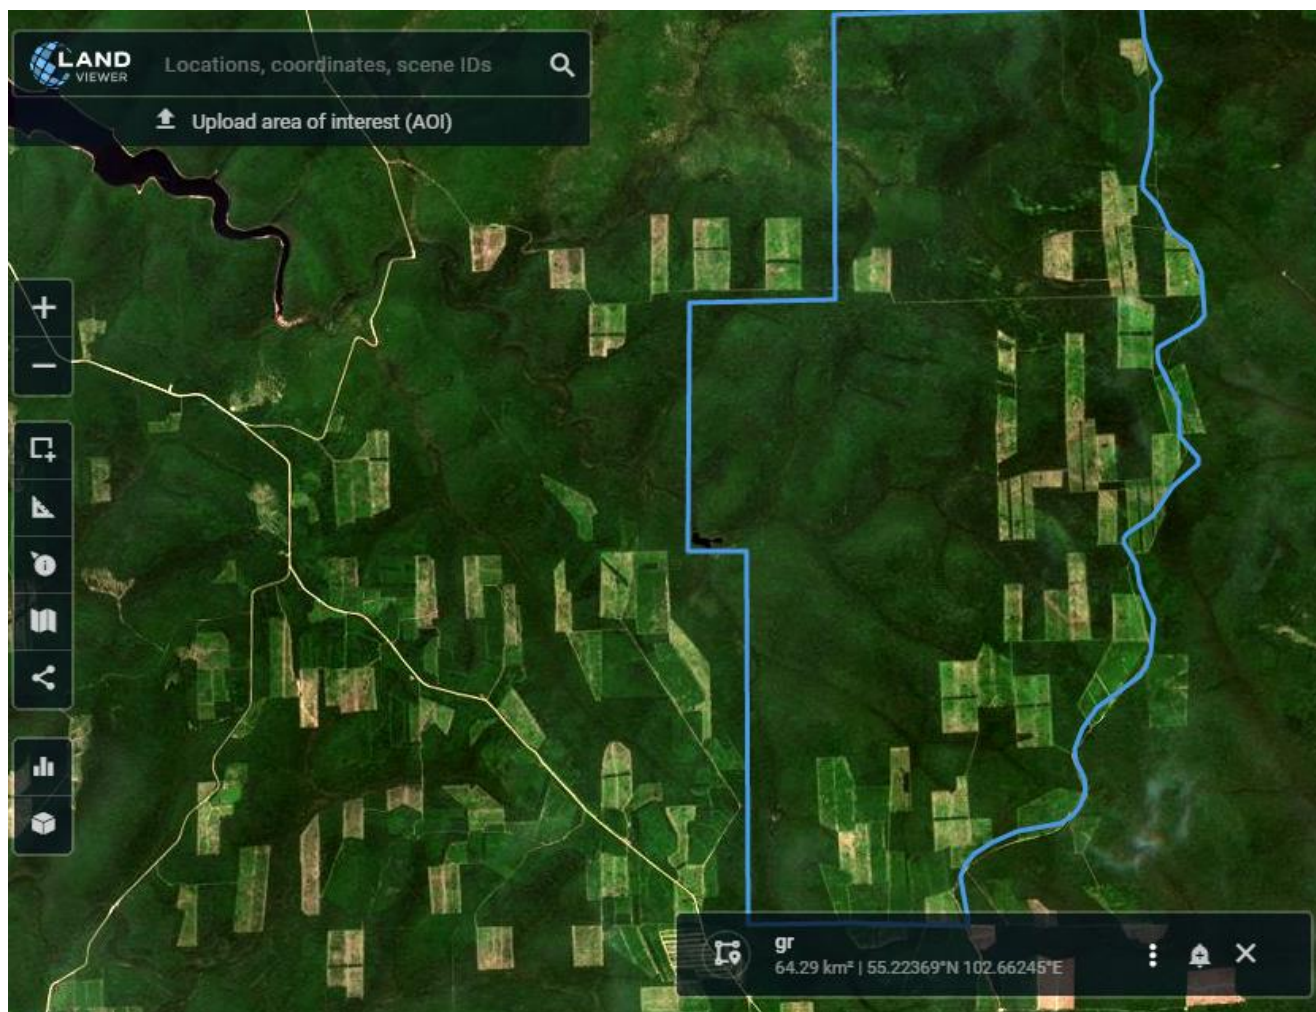 LAND
VIEWER
Locations, coordinates, scene IDs
Upload area of interest (AOI)
gr
64.29 km² | 55.22369°N 102.66245°E